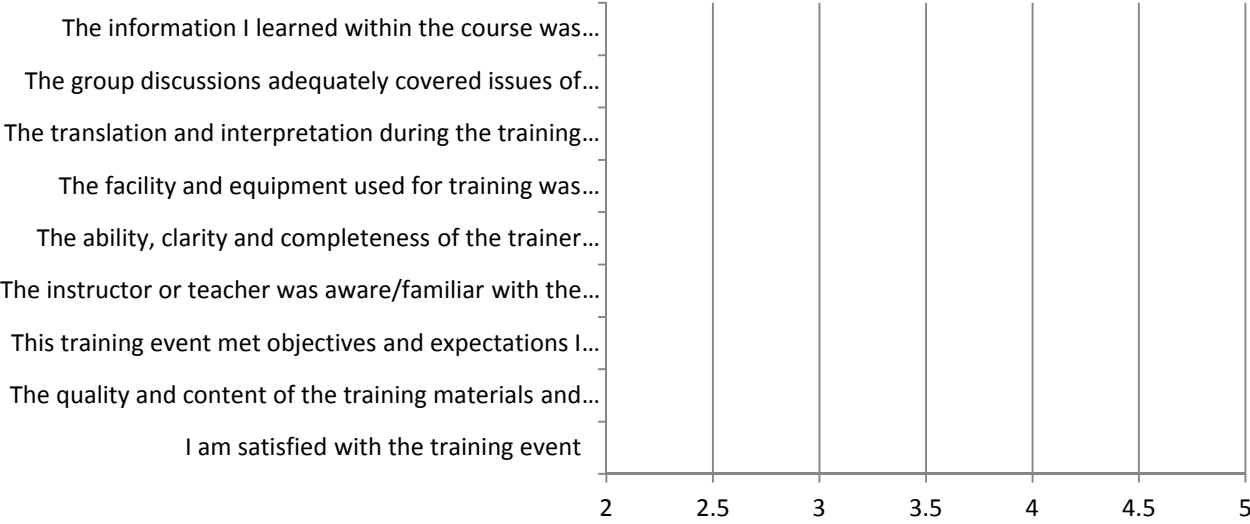 The information I learned within the course was…
The group discussions adequately covered issues of…
The translation and interpretation during the training…
The facility and equipment used for training was…
The ability, clarity and completeness of the trainer…
The instructor or teacher was aware/familiar with the…
This training event met objectives and expectations I…
The quality and content of the training materials and…
I am satisfied with the training event
2 2.5 3 3.5 4 4.5 5